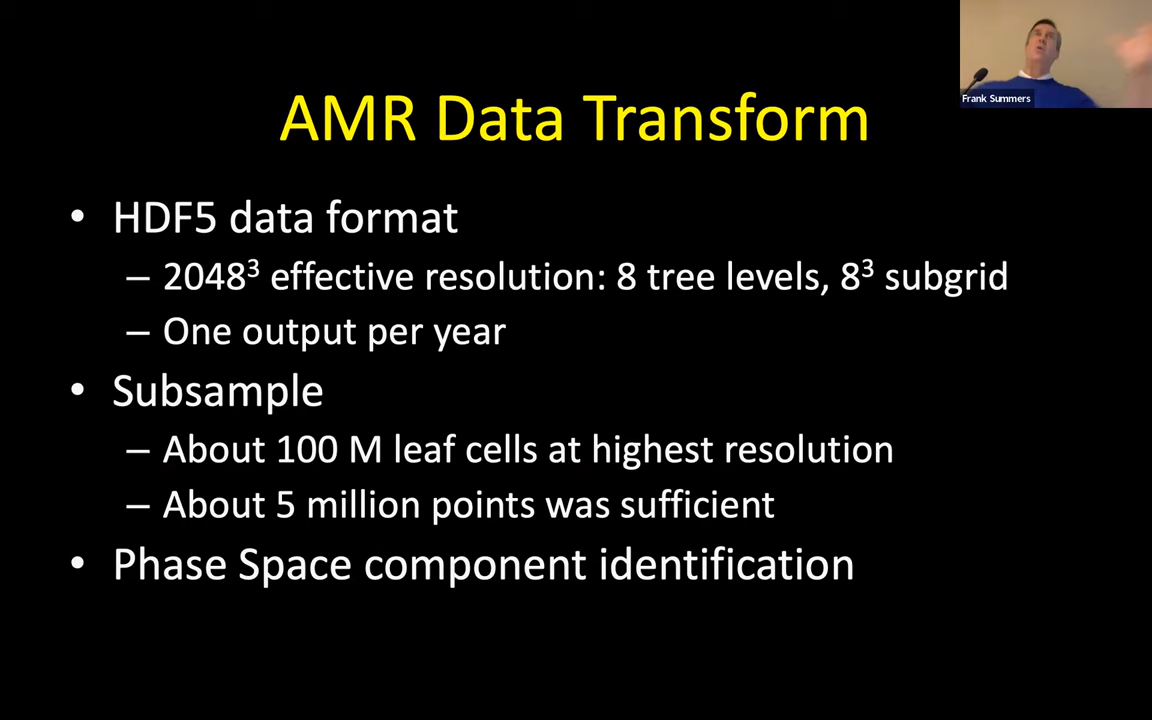 Frank Summers
AMR Data Transform
• HDF5 data format
– 2048³ effective resolution: 8 tree levels, 8³ subgrid
– One output per year
• Subsample
– About 100 M leaf cells at highest resolution
– About 5 million points was sufficient
• Phase Space component identification